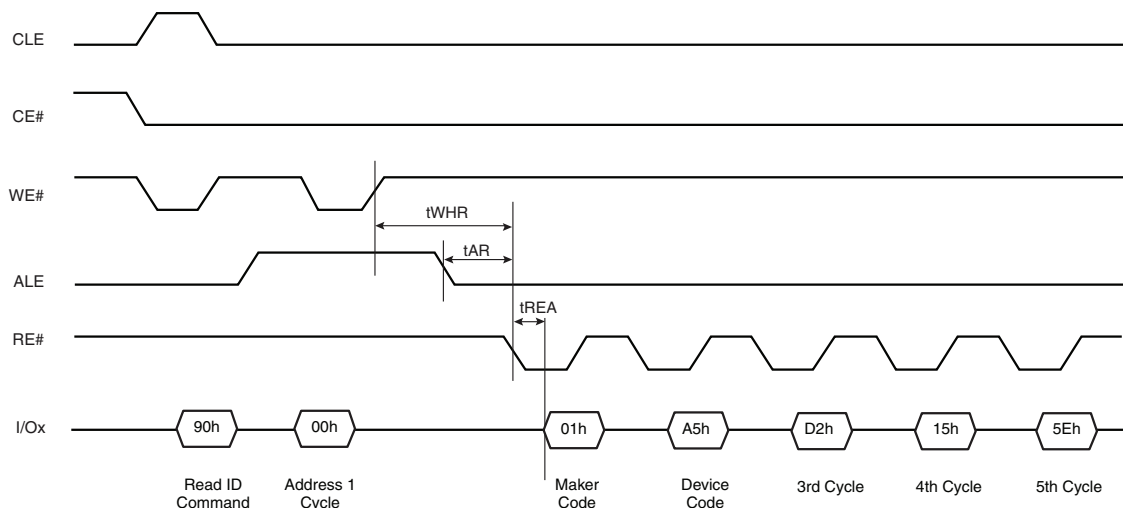 CLE
CE#
WE#
tWHR
tAR
ALE
tREA
RE#
I/Ox
90h
00h
01h
A5h
D2h
15h
5Eh
Read ID
Command
Address 1
Cycle
Maker
Code
Device
Code
3rd Cycle
4th Cycle
5th Cycle